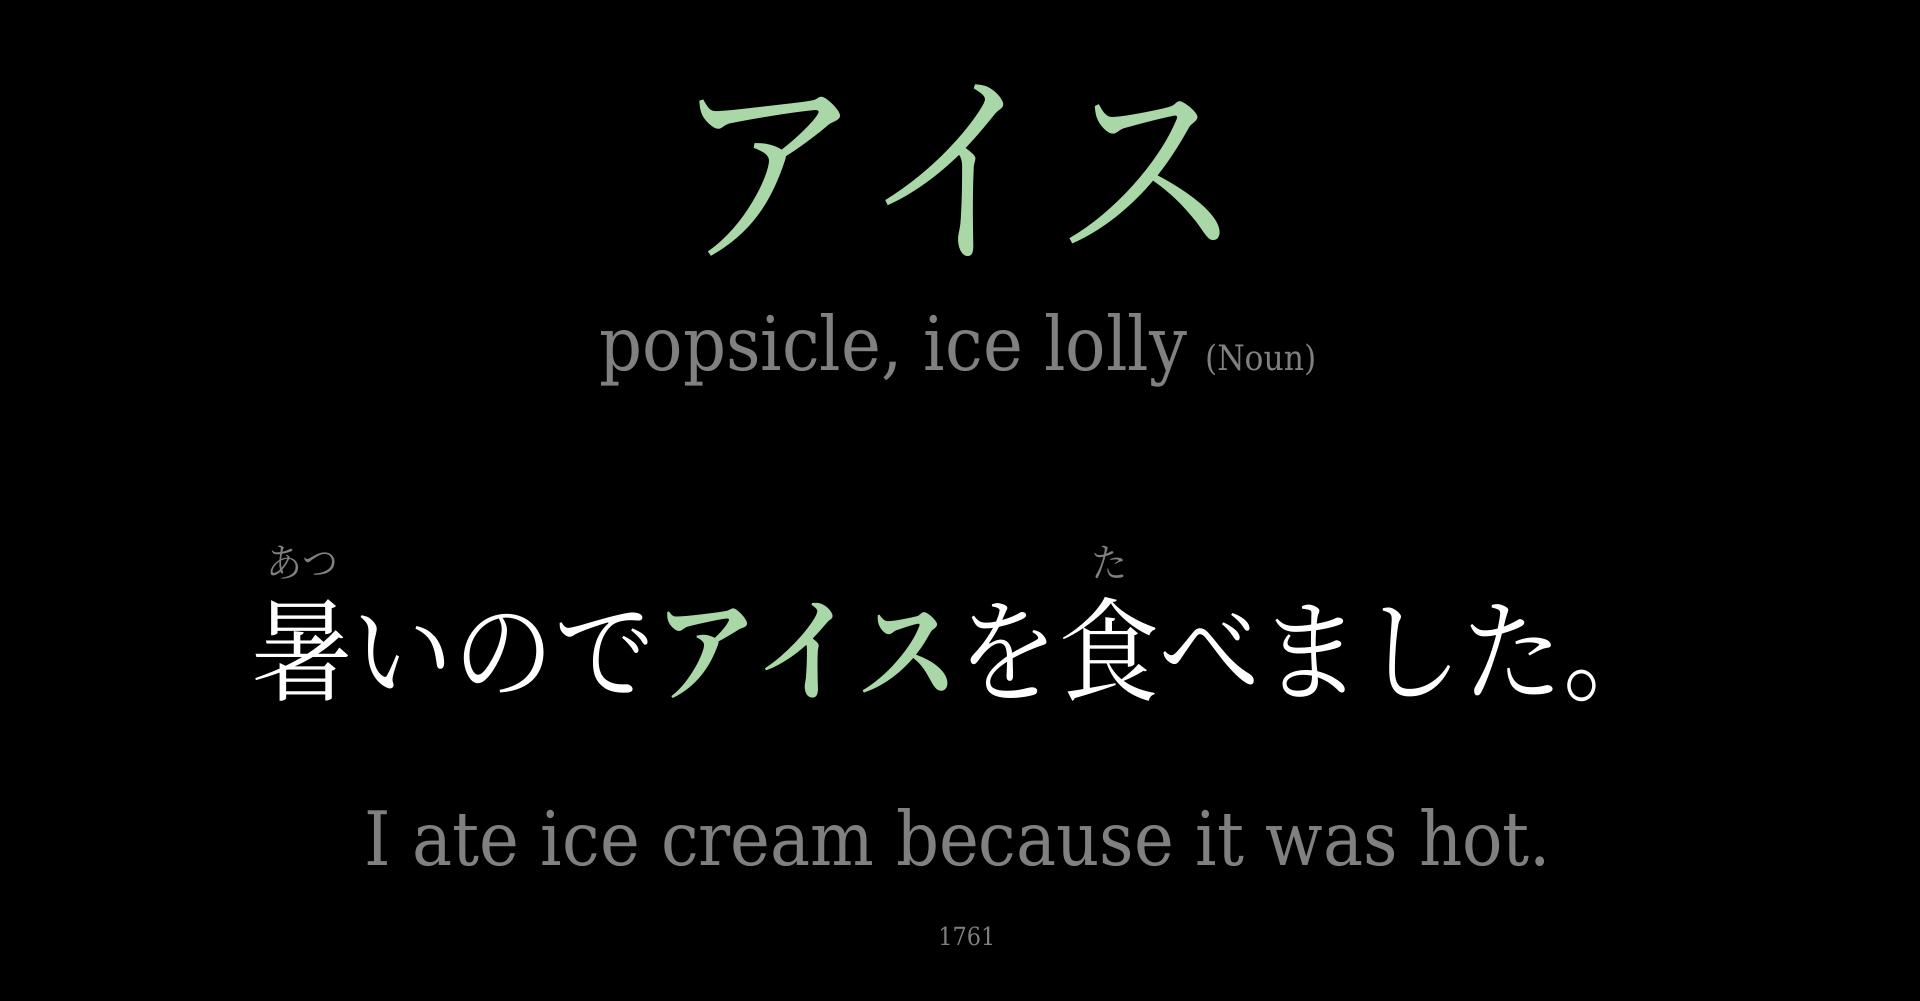 アイス
popsicle, ice lolly (Noun)
あつ た
暑いのでアイスを食べました。
I ate ice cream because it was hot.
1761